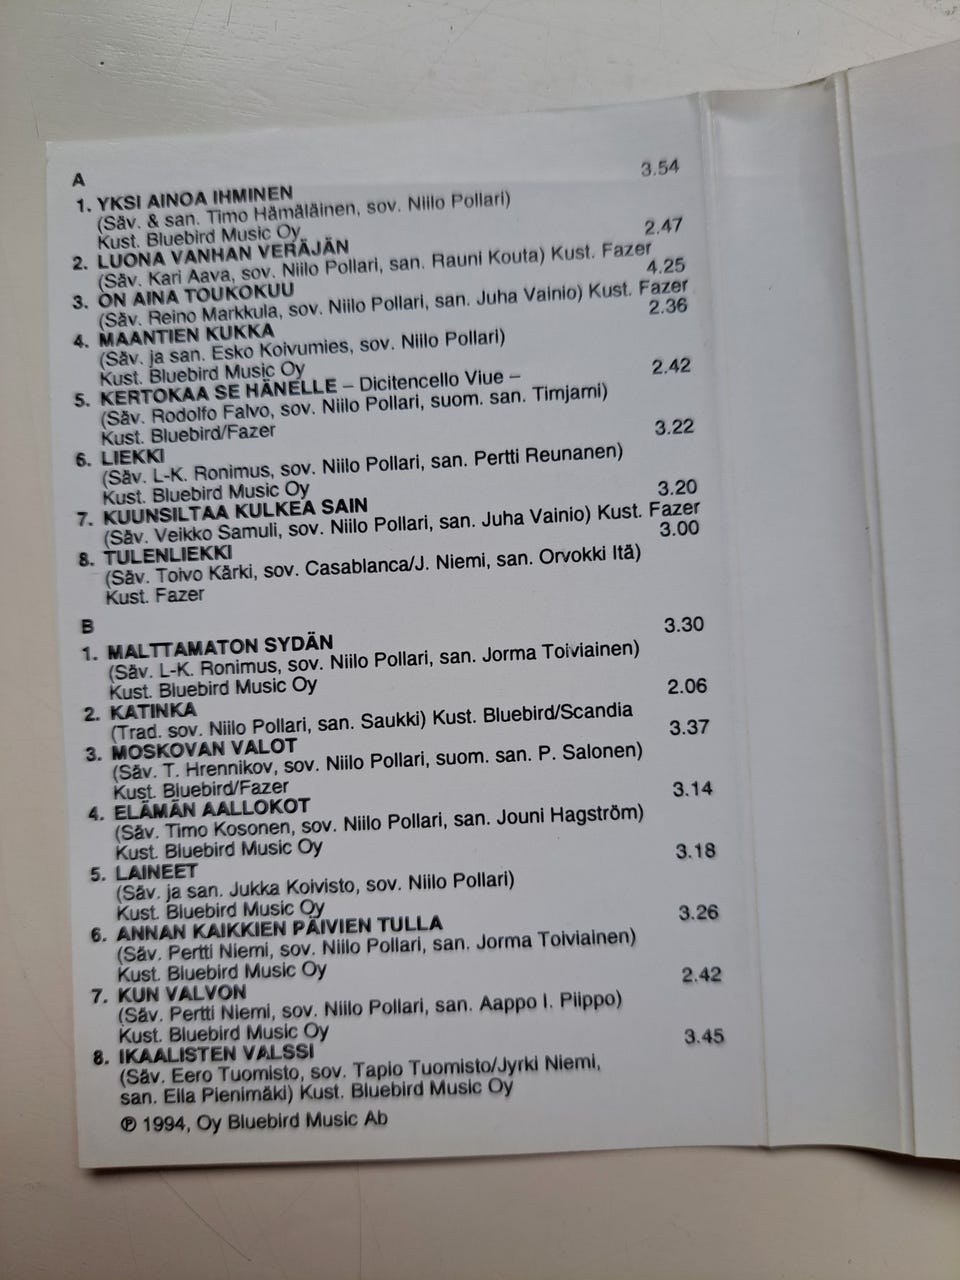 A
1. YKSI AINOA IHMINEN 3.54
(Säv. & san. Timo Hämäläinen, sov. Niilo Pollari)
Kust. Bluebird Music Oy
2. LUONA VANHAN VERÄJÄN 2.47
(Säv. Kari Aava, sov. Niilo Pollari, san. Rauni Kouta) Kust. Fazer
3. ON AINA TOUKOKUU 4.25
(Säv. Reino Markkula, sov. Niilo Pollari, san. Juha Vainio) Kust. Fazer
4. MAANTIEN KUKKA 2.36
(Säv. ja san. Esko Koivumies, sov. Niilo Pollari)
Kust. Bluebird Music Oy
5. KERTOKAA SE HÄNELLE – Dicitencello Viue – 2.42
(Säv. Rodolfo Falvo, sov. Niilo Pollari, suom. san. Timjami)
Kust. Bluebird/Fazer
6. LIEKKI 3.22
(Säv. L-K. Ronimus, sov. Niilo Pollari, san. Pertti Reunanen)
Kust. Bluebird Music Oy
7. KUUNSILTAA KULKEA SAIN 3.20
(Säv. Veikko Samuli, sov. Niilo Pollari, san. Juha Vainio) Kust. Fazer
8. TULENLIEKKI 3.00
(Säv. Toivo Kärki, sov. Casablanca/J. Niemi, san. Orvokki Itä)
Kust. Fazer
B
1. MALTTAMATON SYDÄN 3.30
(Säv. L-K. Ronimus, sov. Niilo Pollari, san. Jorma Toiviainen)
Kust. Bluebird Music Oy
2. KATINKA 2.06
(Trad. sov. Niilo Pollari, san. Saukki) Kust. Bluebird/Scandia
3. MOSKOVAN VALOT 3.37
(Säv. T. Hrennikov, sov. Niilo Pollari, suom. san. P. Salonen)
Kust. Bluebird/Fazer
4. ELÄMÄN AALLOKOT 3.14
(Säv. Timo Kosonen, sov. Niilo Pollari, san. Jouni Hagström)
Kust. Bluebird Music Oy
5. LAINEET 3.18
(Säv. ja san. Jukka Koivisto, sov. Niilo Pollari)
Kust. Bluebird Music Oy
6. ANNAN KAIKKIEN PÄIVIEN TULLA 3.26
(Säv. Pertti Niemi, sov. Niilo Pollari, san. Jorma Toiviainen)
Kust. Bluebird Music Oy
7. KUN VALVON 2.42
(Säv. Pertti Niemi, sov. Niilo Pollari, san. Aappo I. Piippo)
Kust. Bluebird Music Oy
8. IKAALISTEN VALSSI 3.45
(Säv. Eero Tuomisto, sov. Tapio Tuomisto/Jyrki Niemi,
san. Ella Pienimäki) Kust. Bluebird Music Oy
℗ 1994, Oy Bluebird Music Ab